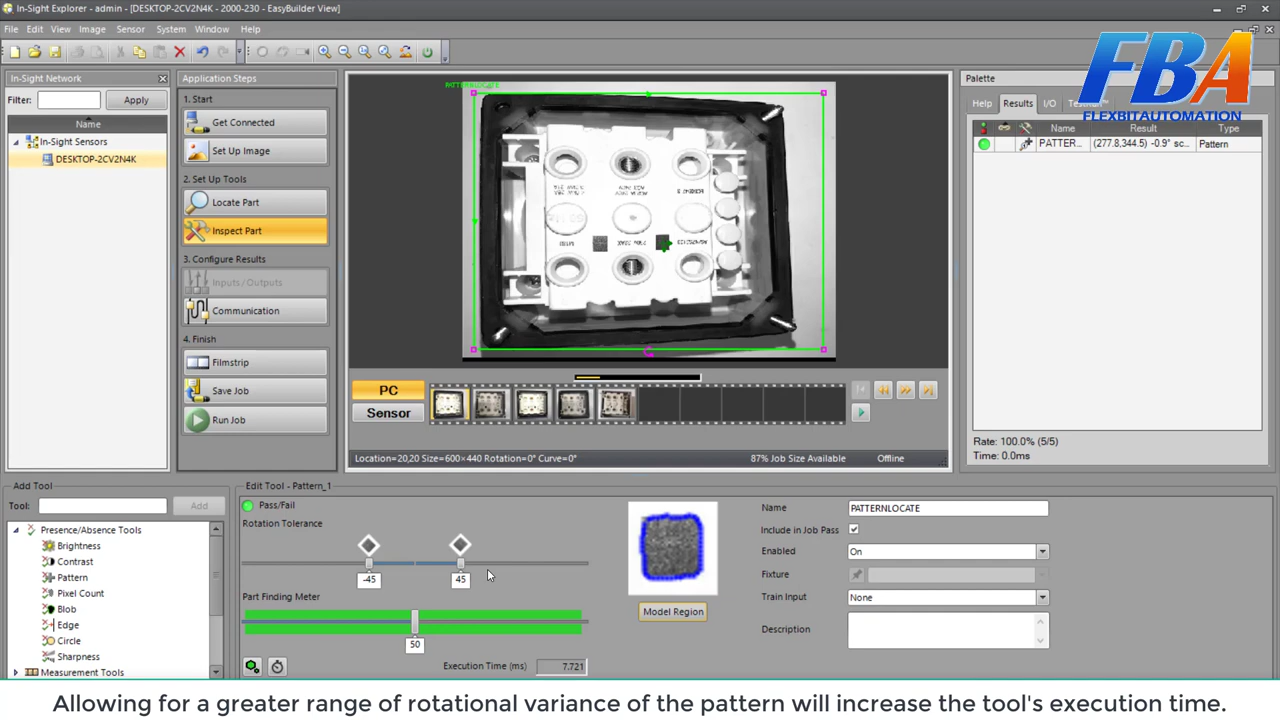 In-Sight Explorer - admin - [DESKTOP-2CV2N4K - 2000-230 - EasyBuilder View]
File Edit View Image Sensor System Window Help
In-Sight Network
Filter: Apply
Name
In-Sight Sensors
DESKTOP-2CV2N4K
Application Steps
1. Start
Get Connected
Set Up Image
2. Set Up Tools
Locate Part
Inspect Part
3. Configure Results
Inputs / Outputs
Communication
4. Finish
Filmstrip
Save Job
Run Job
PATTERNLOCATE
PC
Sensor
Location=20,20 Size=600×440 Rotation=0° Curve=0° 87% Job Size Available Offline
Palette
FBA
FLEXBITAUTOMATION
Help Results I/O
Name Result Type
PATTER... (277.8,344.5) -0.9° sc... Pattern
Rate: 100.0% (5/5)
Time: 0.0ms
Add Tool
Tool: Add
Presence/Absence Tools
Brightness
Contrast
Pattern
Pixel Count
Blob
Edge
Circle
Sharpness
Measurement Tools
Edit Tool - Pattern_1
Pass/Fail
Rotation Tolerance
-45 45
Part Finding Meter
50
Execution Time (ms) 7.721
Model Region
Name PATTERNLOCATE
Include in Job Pass
Enabled On
Fixture
Train Input None
Description
Allowing for a greater range of rotational variance of the pattern will increase the tool's execution time.